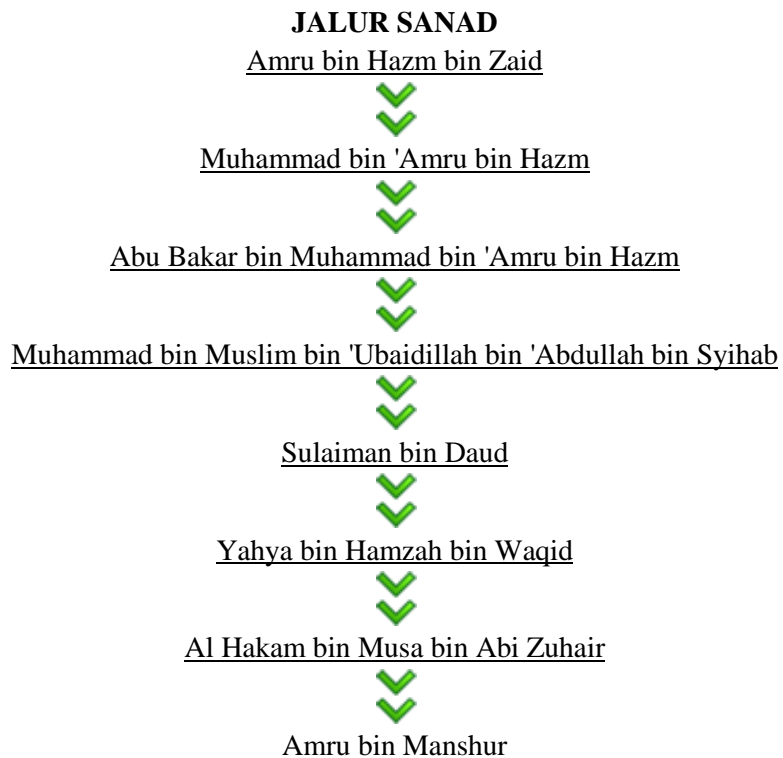 JALUR SANAD
Amru bin Hazm bin Zaid
Muhammad bin 'Amru bin Hazm
Abu Bakar bin Muhammad bin 'Amru bin Hazm
Muhammad bin Muslim bin 'Ubaidillah bin 'Abdullah bin Syihab
Sulaiman bin Daud
Yahya bin Hamzah bin Waqid
Al Hakam bin Musa bin Abi Zuhair
Amru bin Manshur